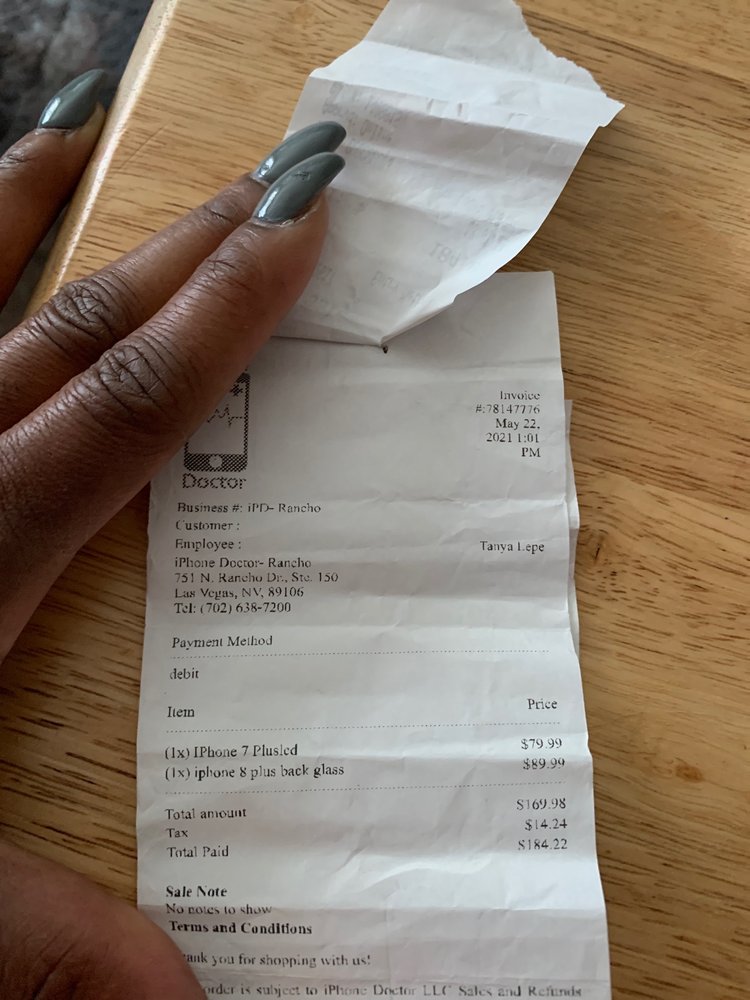 Invoice
#:78147776
May 22,
2021 1:01
PM
Doctor
Business #: iPD- Rancho
Customer :
Employee : Tanya Lepe
iPhone Doctor- Rancho
751 N. Rancho Dr., Ste. 150
Las Vegas, NV, 89106
Tel: (702) 638-7200
Payment Method
debit
Item Price
(1x) IPhone 7 Pluslcd $79.99
(1x) iphone 8 plus back glass $89.99
Total amount $169.98
Tax $14.24
Total Paid $184.22
Sale Note
No notes to show
Terms and Conditions
ank you for shopping with us!
order is subject to iPhone Doctor LLC Sales and Refunds